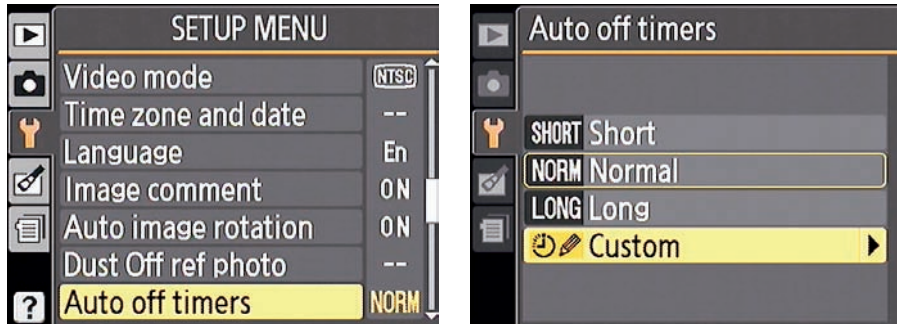 SETUP MENU
Video mode NTSC
Time zone and date --
Language En
Image comment ON
Auto image rotation ON
Dust Off ref photo --
Auto off timers NORM
?
Auto off timers
SHORT Short
NORM Normal
LONG Long
Custom